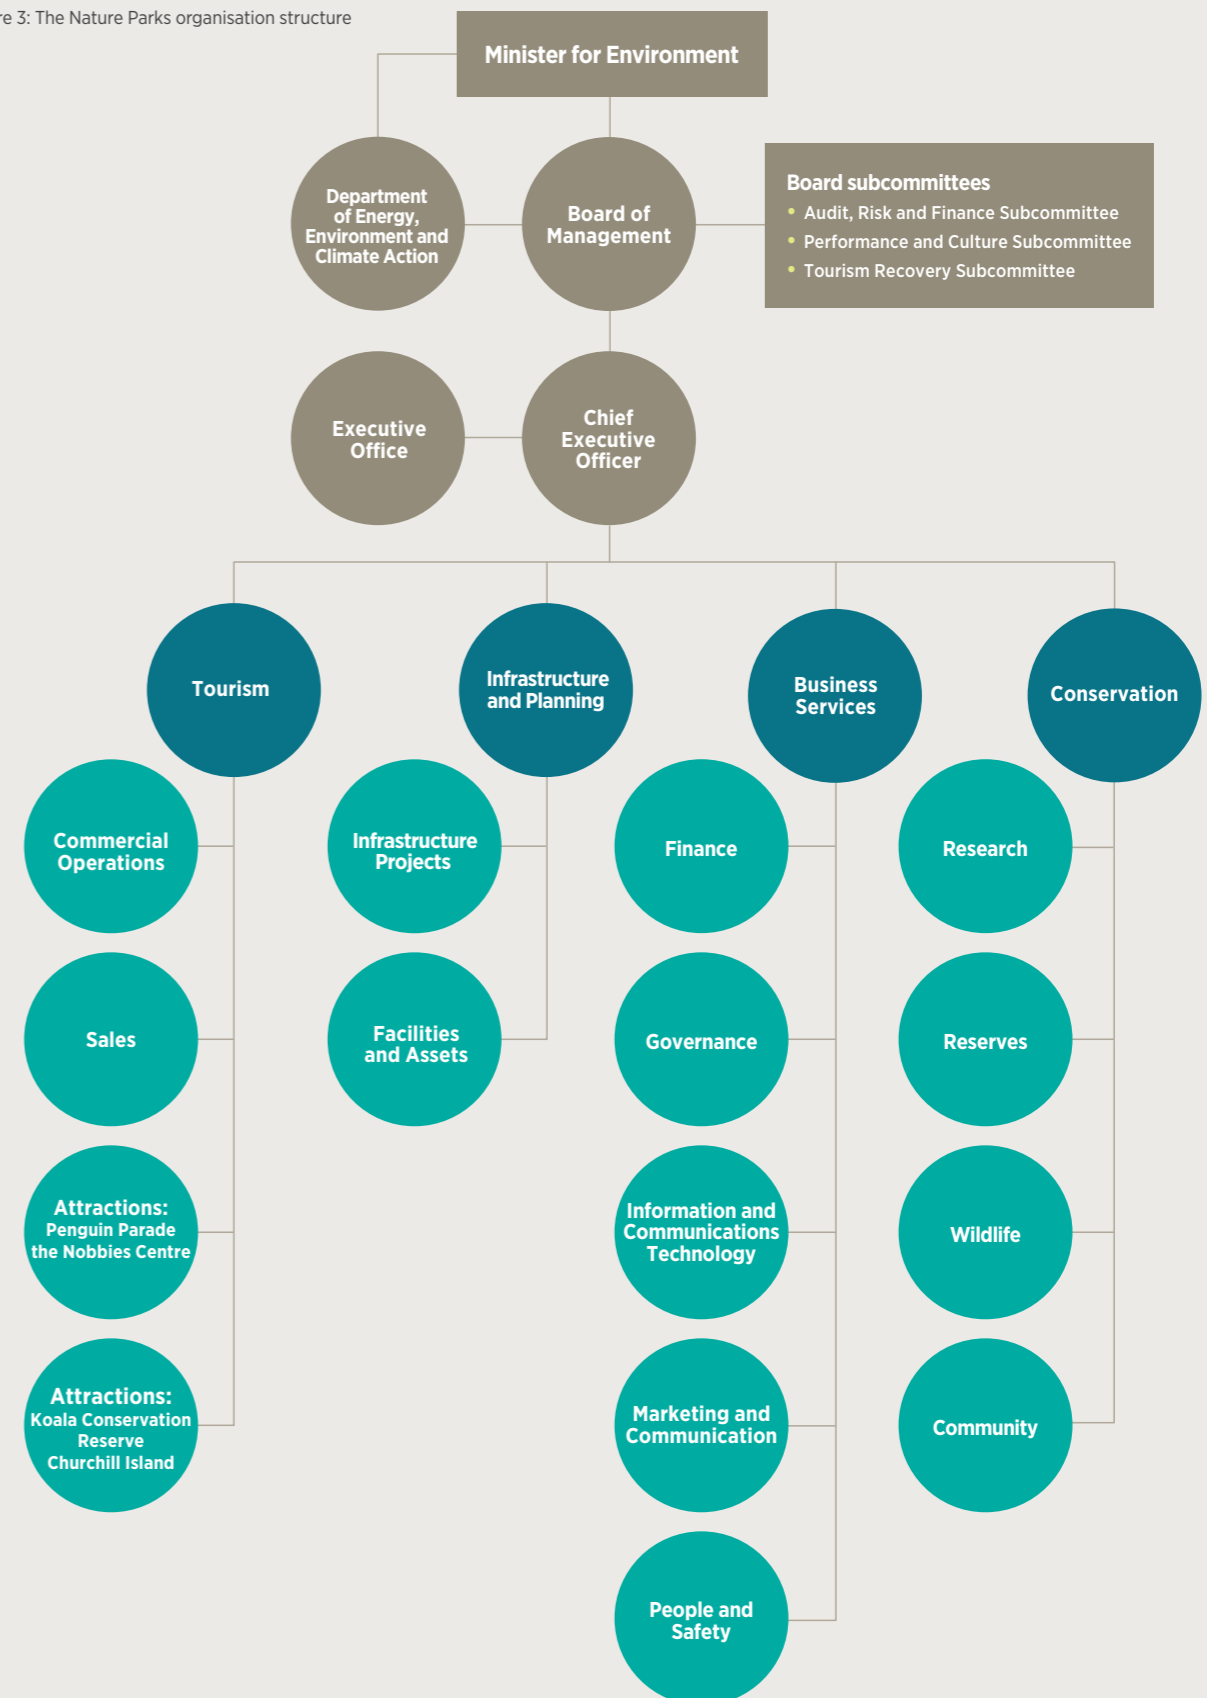 re 3: The Nature Parks organisation structure
Minister for Environment
Department
of Energy,
Environment and
Climate Action
Board of
Management
Board subcommittees
• Audit, Risk and Finance Subcommittee
• Performance and Culture Subcommittee
• Tourism Recovery Subcommittee
Executive
Office
Chief
Executive
Officer
Tourism
Infrastructure
and Planning
Business
Services
Conservation
Commercial
Operations
Infrastructure
Projects
Finance
Research
Sales
Facilities
and Assets
Governance
Reserves
Attractions:
Penguin Parade
the Nobbies Centre
Information and
Communications
Technology
Wildlife
Attractions:
Koala Conservation
Reserve
Churchill Island
Marketing and
Communication
Community
People and
Safety